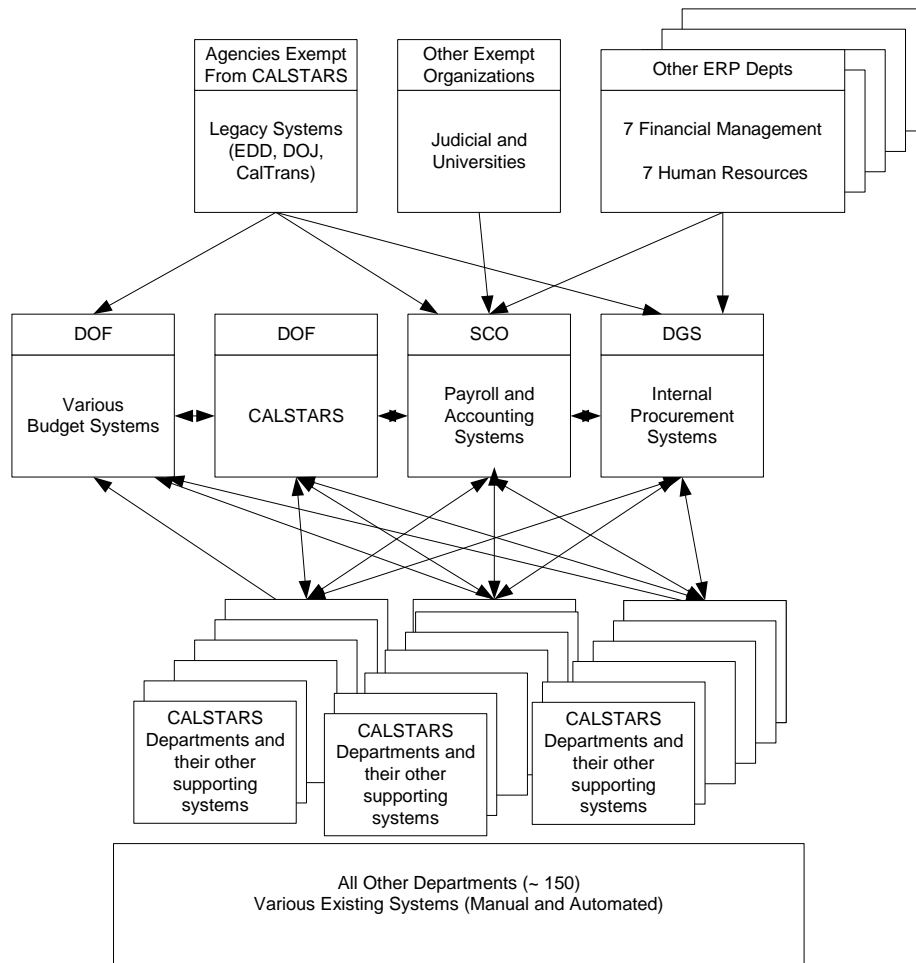 Agencies Exempt
From CALSTARS
Legacy Systems
(EDD, DOJ,
CalTrans)
Other Exempt
Organizations
Judicial and
Universities
Other ERP Depts
7 Financial Management
7 Human Resources
DOF
Various
Budget Systems
DOF
CALSTARS
SCO
Payroll and
Accounting
Systems
DGS
Internal
Procurement
Systems
CALSTARS
Departments and
their other
supporting
systems
CALSTARS
Departments and
their other
supporting
systems
CALSTARS
Departments and
their other
supporting
systems
All Other Departments (~ 150)
Various Existing Systems (Manual and Automated)